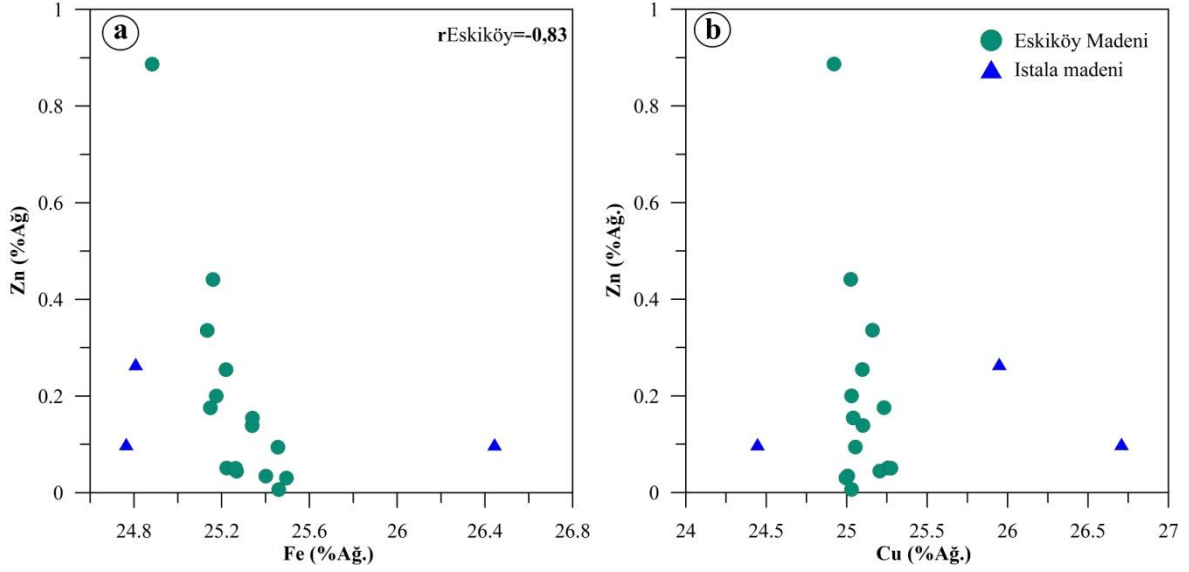 a
rEskiköy=-0,83
1
0.8
0.6
0.4
0.2
0
Zn (%Ağ)
24.8
25.2
25.6
26
26.4
26.8
Fe (%Ağ.)
b
Eskiköy Madeni
Istala madeni
1
0.8
0.6
0.4
0.2
0
Zn (%Ağ.)
24
24.5
25
25.5
26
26.5
27
Cu (%Ağ.)